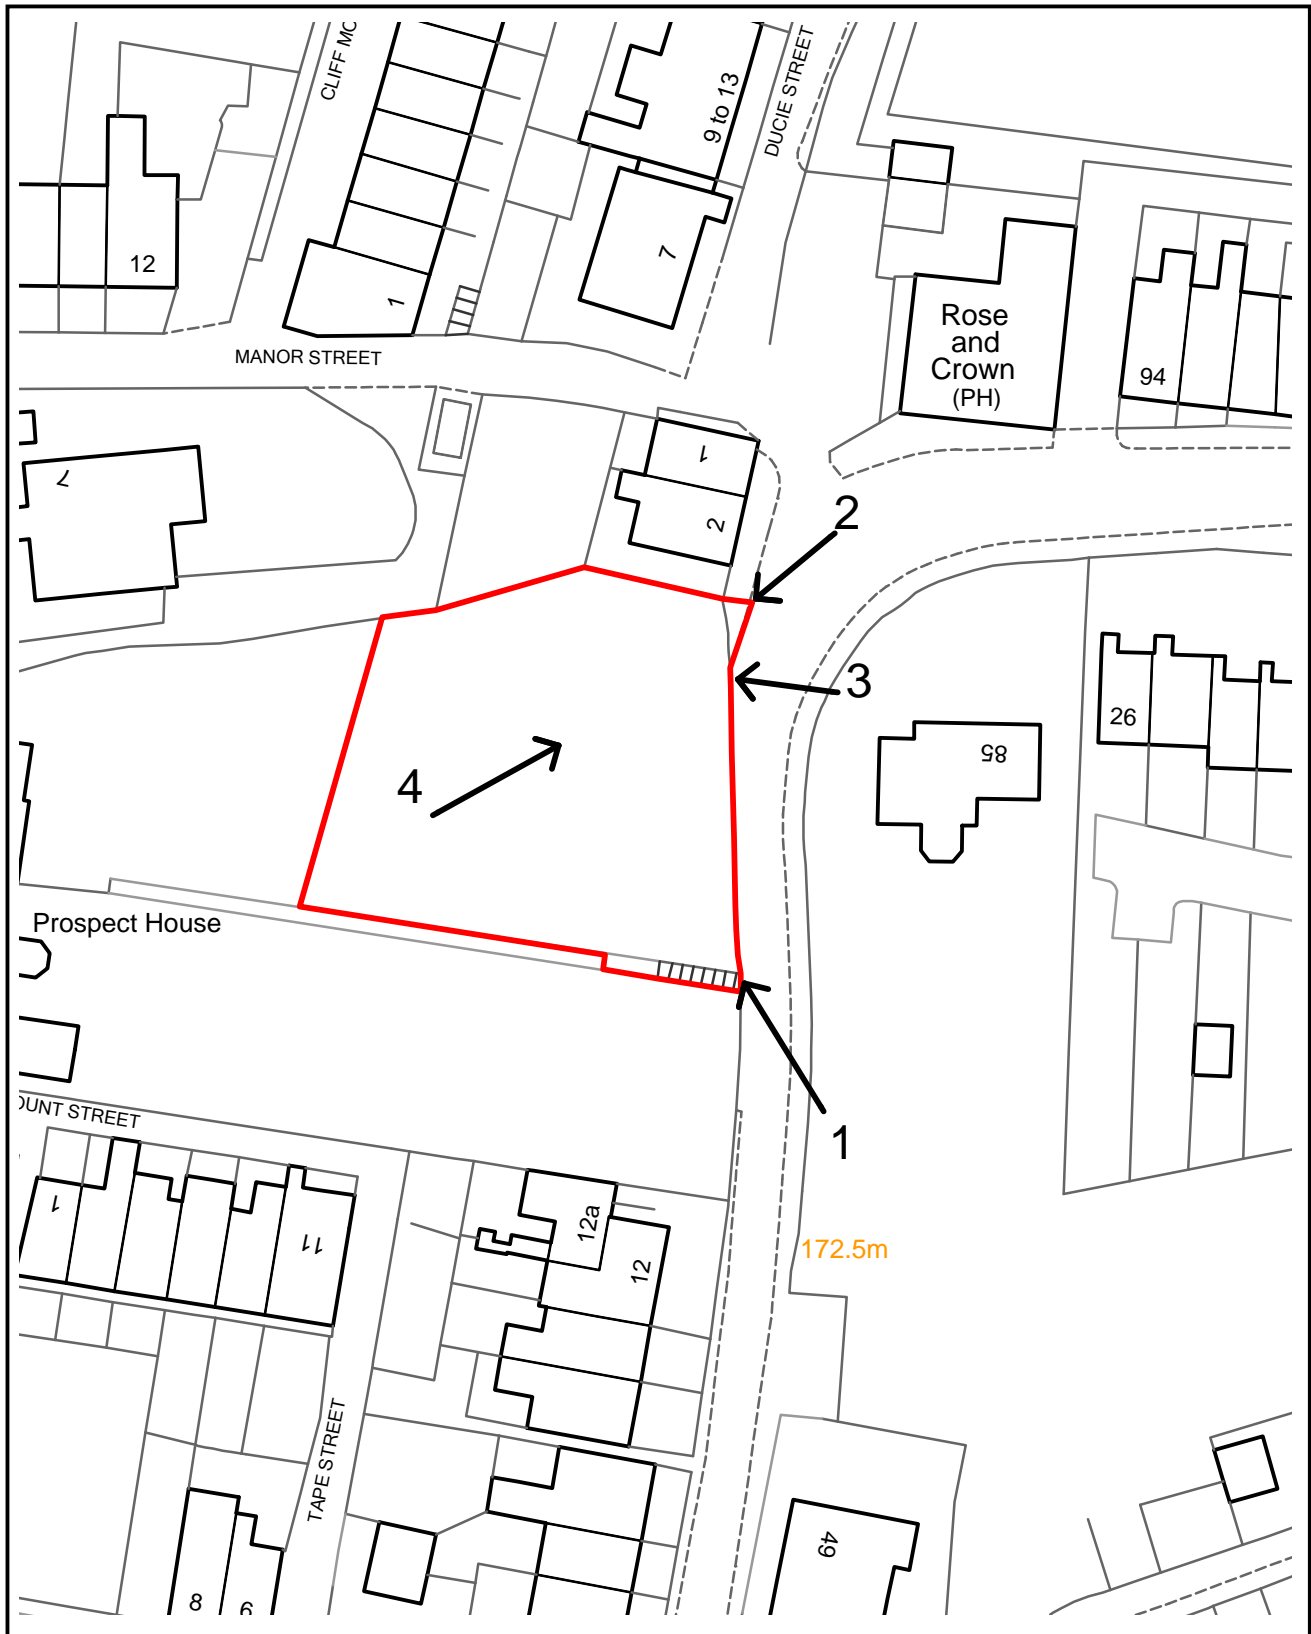 CLIFF MO
9 to 13
DUCIE STREET
12
1
7
Rose
and
Crown
(PH)
94
MANOR STREET
7
1
2
2
3
26
85
4
Prospect House
1
OUNT STREET
1
11
12a
12
172.5m
TAPE STREET
49
8
6